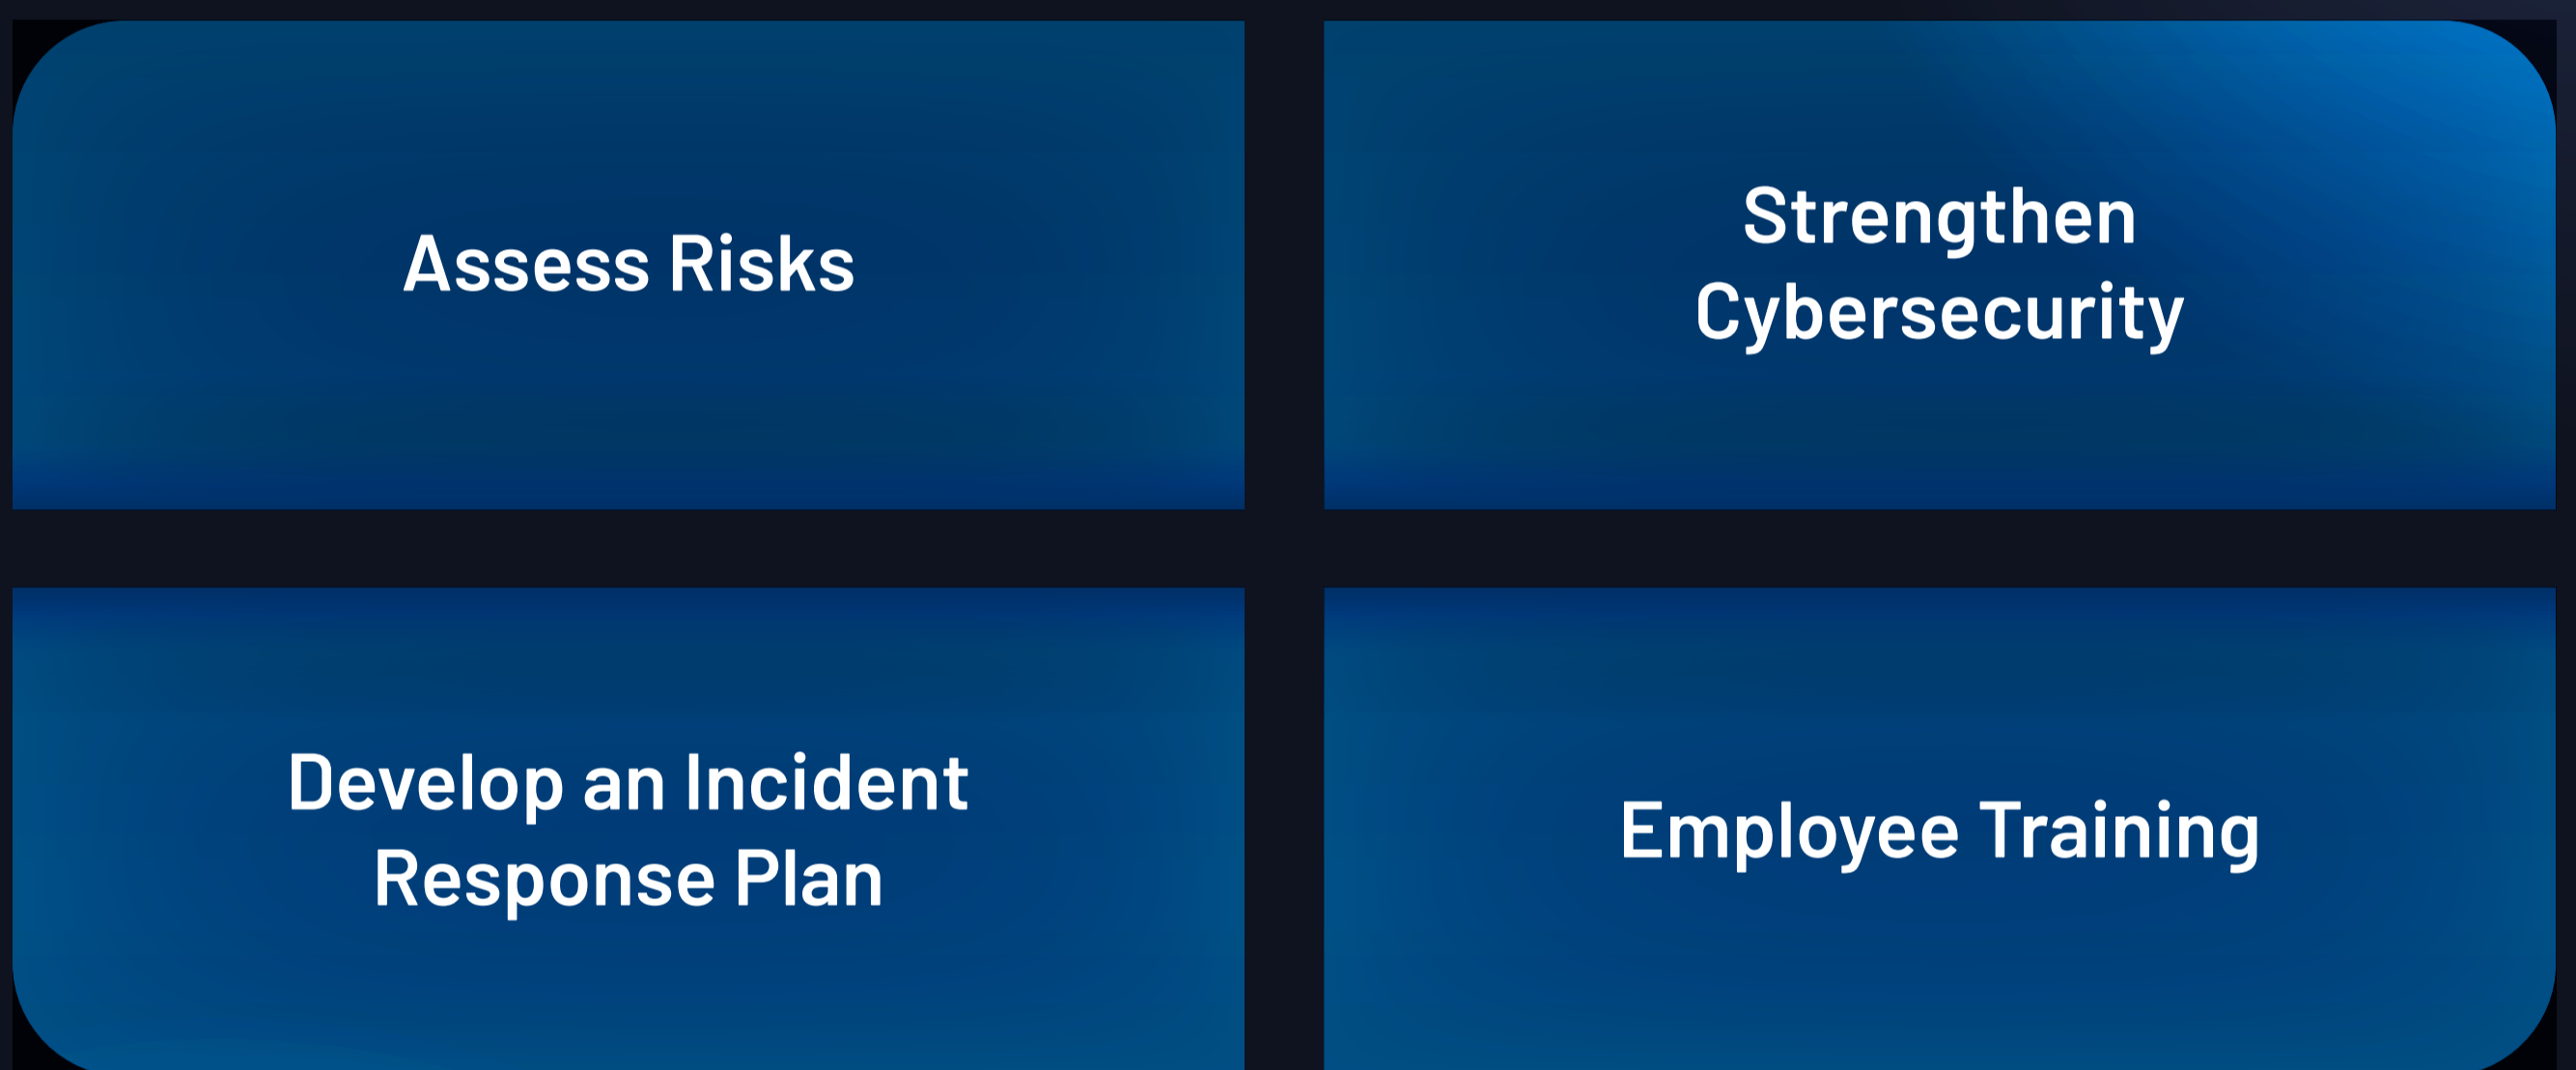 Assess Risks
Strengthen
Cybersecurity
Develop an Incident
Response Plan
Employee Training